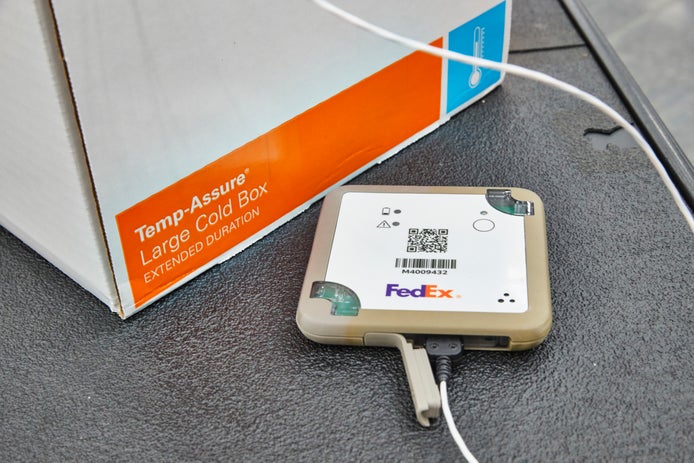 Temp-Assure®
Large Cold Box
EXTENDED DURATION
M4009432
FedEx®